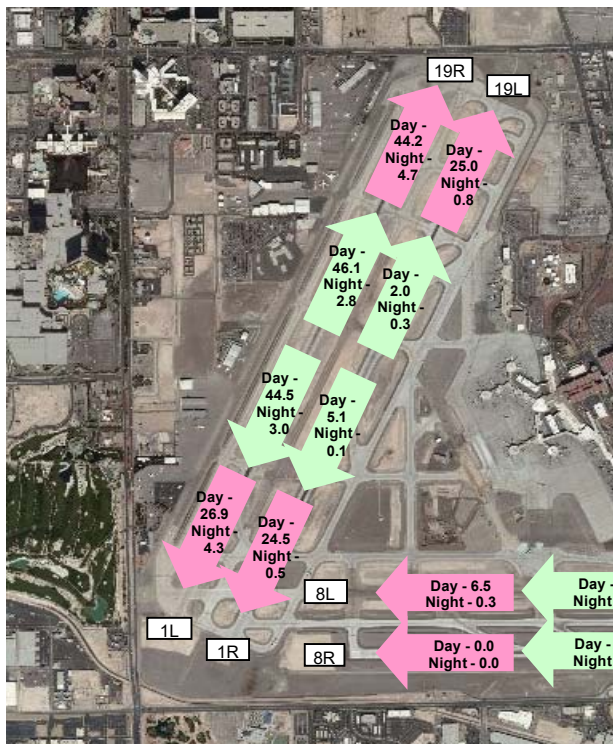 19R
19L
Day -
44.2
Night -
4.7
Day -
25.0
Night -
0.8
Day -
46.1
Night -
2.8
Day -
2.0
Night -
0.3
Day -
44.5
Night -
3.0
Day -
5.1
Night -
0.1
Day -
26.9
Night -
4.3
Day -
24.5
Night -
0.5
8L
Day - 6.5
Night - 0.3
Day -
Night
1L
1R
8R
Day - 0.0
Night - 0.0
Day -
Night